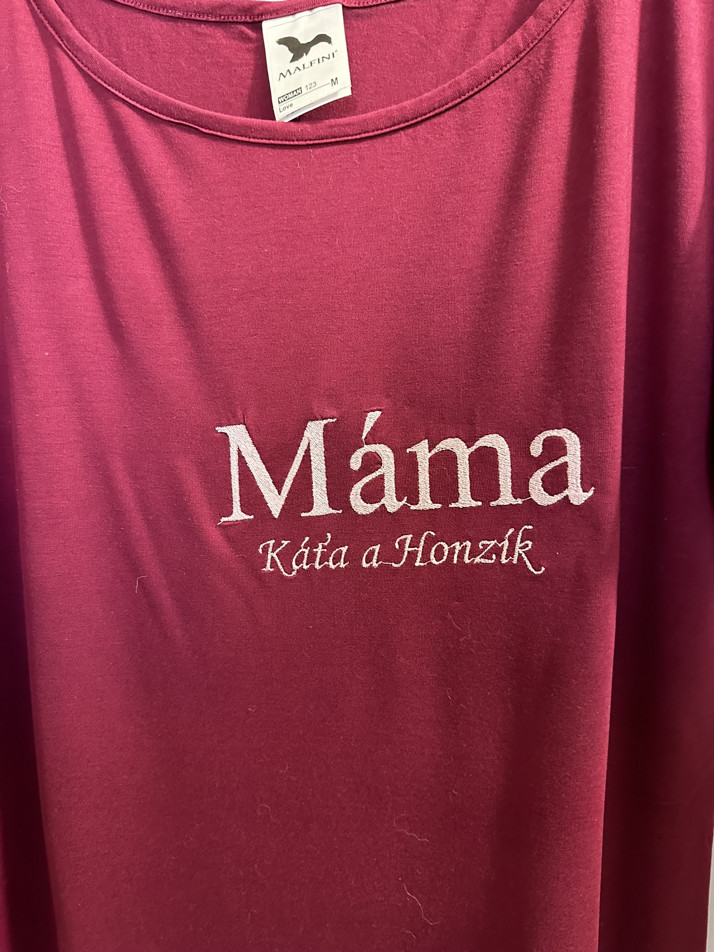 MALFINI®
WOMAN 123 M
Love
Máma
Káťa a Honzík